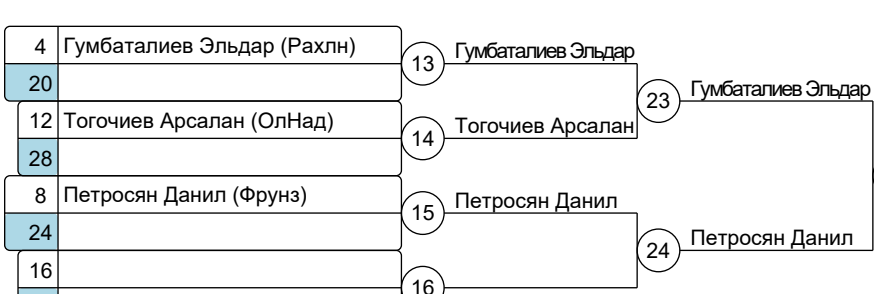 4 Гумбаталиев Эльдар (Рахлн)
13 Гумбаталиев Эльдар
20
23 Гумбаталиев Эльдар
12 Тогочиев Арсалан (ОлНад)
14 Тогочиев Арсалан
28
8 Петросян Данил (Фрунз)
15 Петросян Данил
24
24 Петросян Данил
16
16